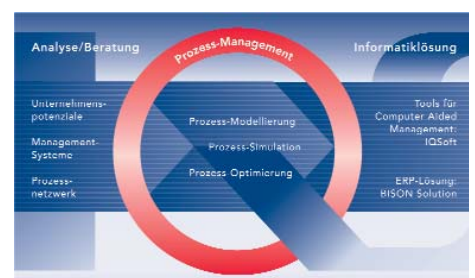 Analyse/Beratung
Prozess-Management
Informatiklösung
Unternehmens-
potenziale
Management-
Systeme
Prozess-
netzwerk
Prozess-Modellierung
Prozess-Simulation
Prozess-Optimierung
Tools für
Computer Aided
Management:
IQSoft
ERP-Lösung:
BISON Solution